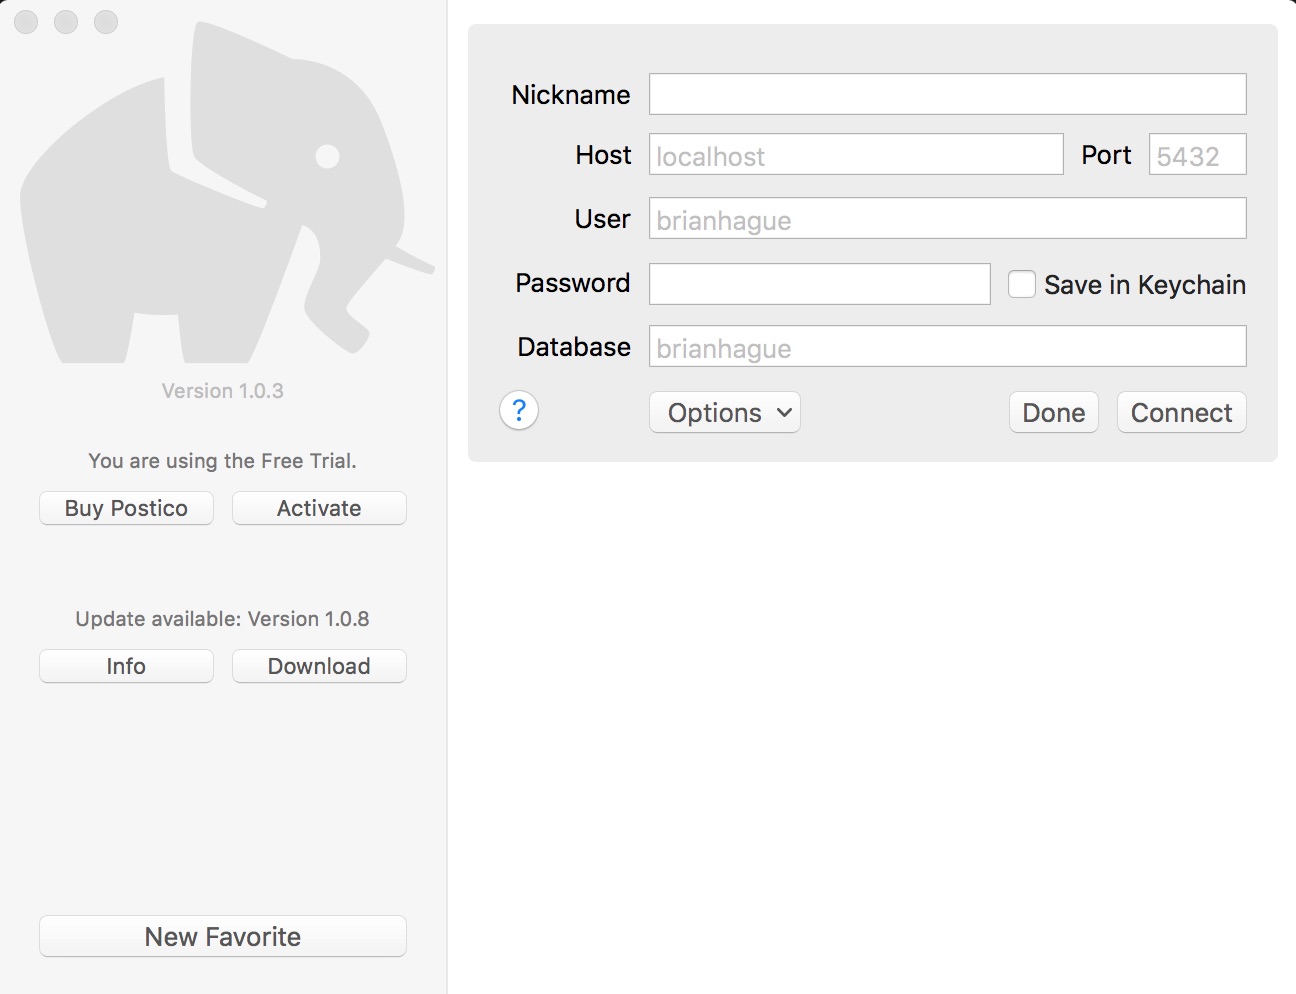 Version 1.0.3
You are using the Free Trial.
Buy Postico Activate
Update available: Version 1.0.8
Info Download
New Favorite
Nickname
Host localhost Port 5432
User brianhague
Password Save in Keychain
Database brianhague
? Options Done Connect